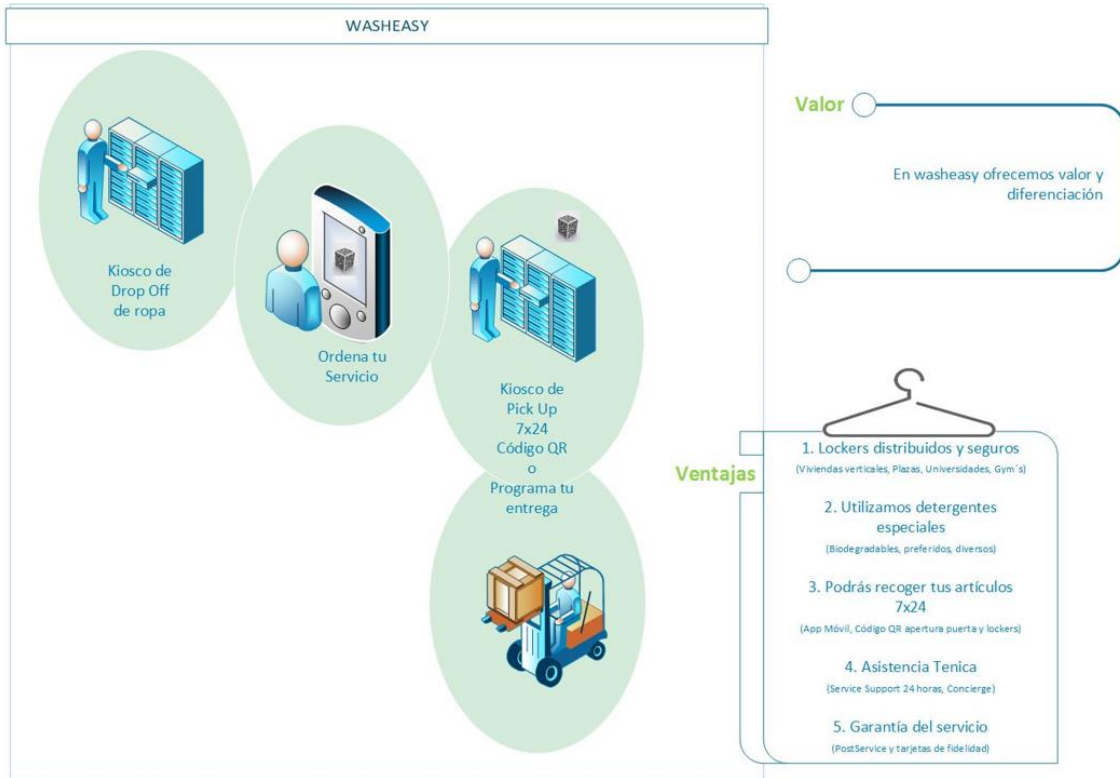 WASHEASY
Kiosco de
Drop Off
de ropa
Ordena tu
Servicio
Kiosco de
Pick Up
7x24
Código QR
o
Programa tu
entrega
Valor
En washeasy ofrecemos valor y
diferenciación
Ventajas
1. Lockers distribuidos y seguros
(Viviendas verticales, Plazas, Universidades, Gym´s)
2. Utilizamos detergentes
especiales
(Biodegradables, preferidos, diversos)
3. Podrás recoger tus artículos
7x24
(App Móvil, Código QR apertura puerta y lockers)
4. Asistencia Tenica
(Service Support 24 horas, Concierge)
5. Garantía del servicio
(PostService y tarjetas de fidelidad)